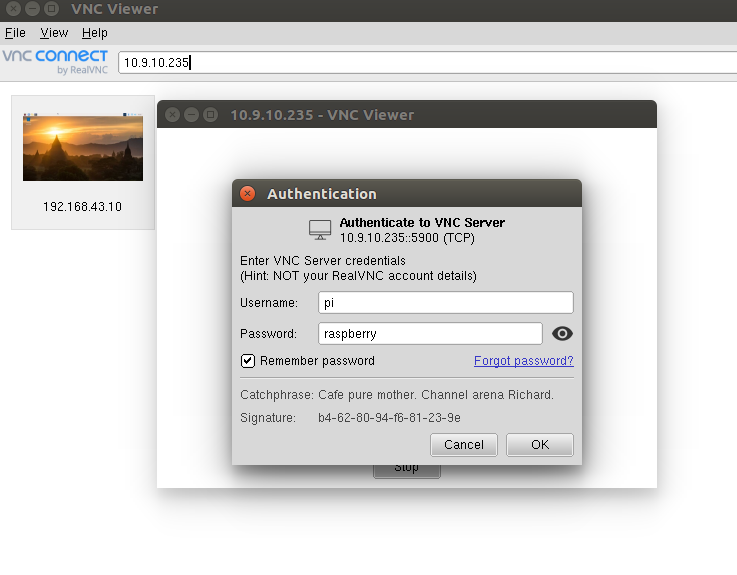 VNC Viewer
File View Help
VNC CONNECT
by RealVNC
10.9.10.235
192.168.43.10
10.9.10.235 - VNC Viewer
Authentication
Authenticate to VNC Server
10.9.10.235::5900 (TCP)
Enter VNC Server credentials
(Hint: NOT your RealVNC account details)
Username: pi
Password: raspberry
Remember password Forgot password?
Catchphrase: Cafe pure mother. Channel arena Richard.
Signature: b4-62-80-94-f6-81-23-9e
Cancel OK
Stop